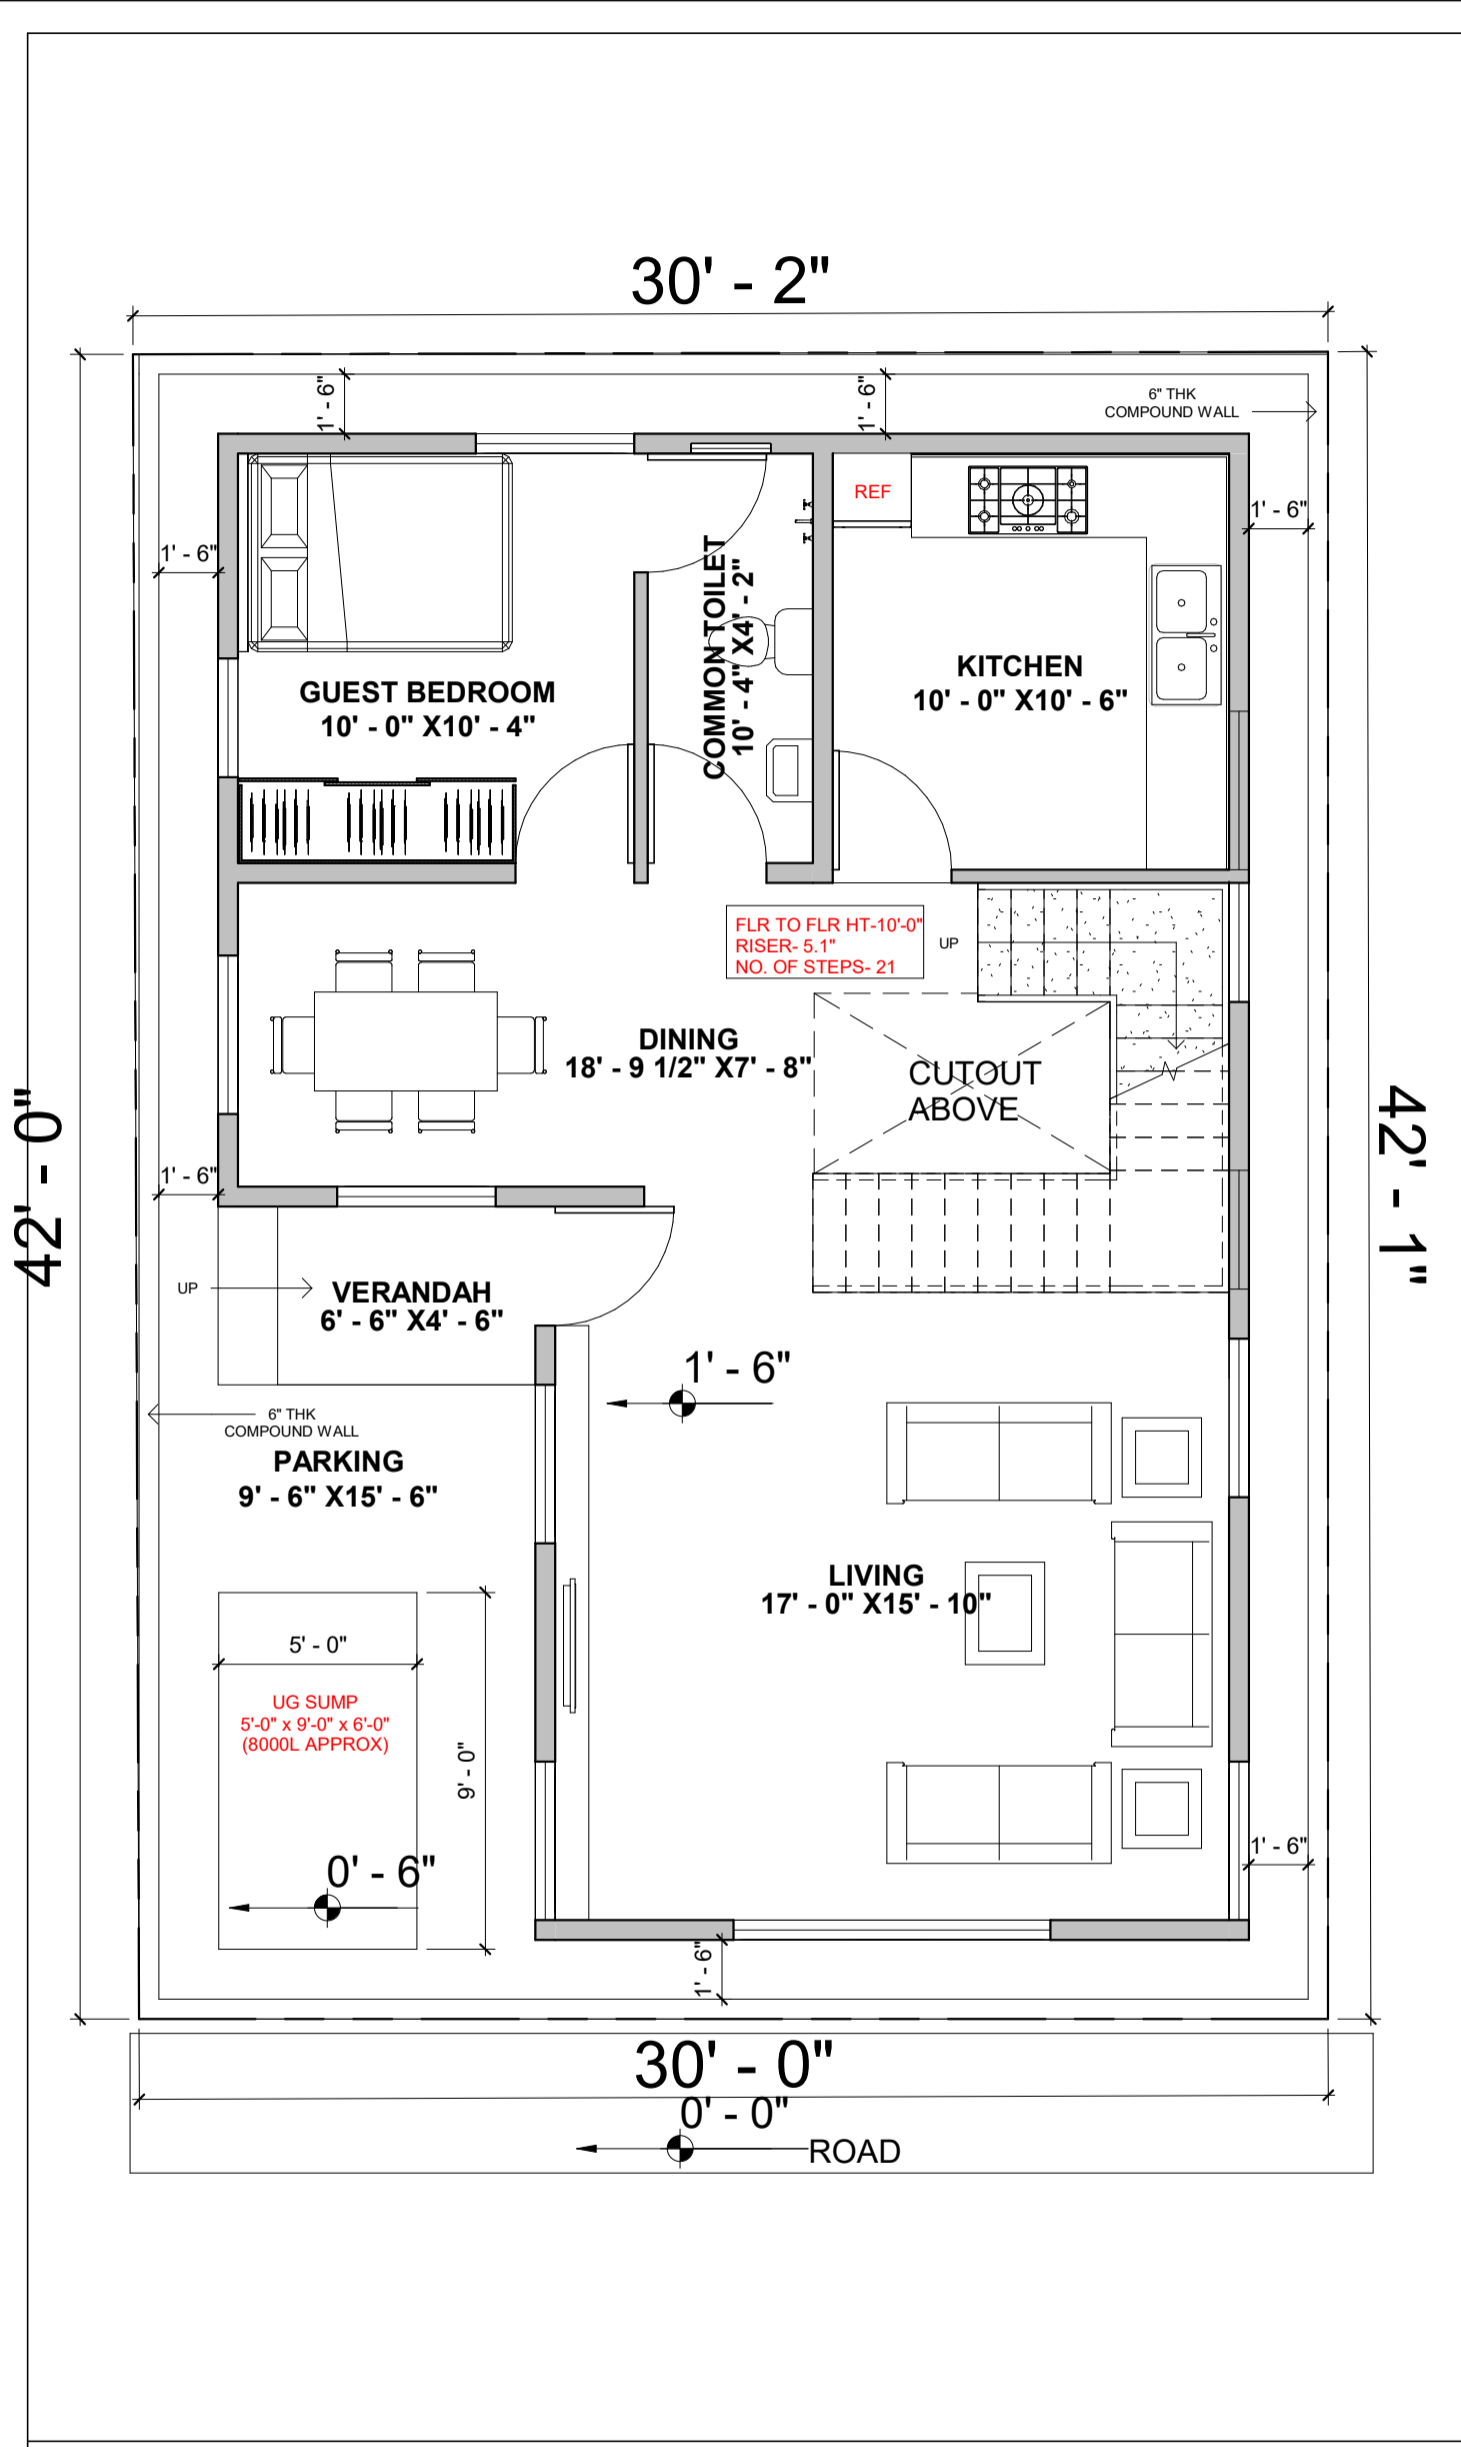 30' - 2"
1' - 6"
1' - 6"
6" THK
COMPOUND WALL
REF
1' - 6"
1' - 6"
COMMON TOILET
10' - 4" X4' - 2"
KITCHEN
10' - 0" X10' - 6"
GUEST BEDROOM
10' - 0" X10' - 4"
FLR TO FLR HT-10'-0"
RISER- 5.1"
NO. OF STEPS- 21
UP
DINING
18' - 9 1/2" X7' - 8"
CUTOUT
ABOVE
42' - 0"
42' - 1"
1' - 6"
UP
VERANDAH
6' - 6" X4' - 6"
1' - 6"
6" THK
COMPOUND WALL
PARKING
9' - 6" X15' - 6"
LIVING
17' - 0" X15' - 10"
5' - 0"
UG SUMP
5'-0" x 9'-0" x 6'-0"
(8000L APPROX)
9' - 0"
0' - 6"
1' - 6"
1' - 6"
30' - 0"
0' - 0"
ROAD